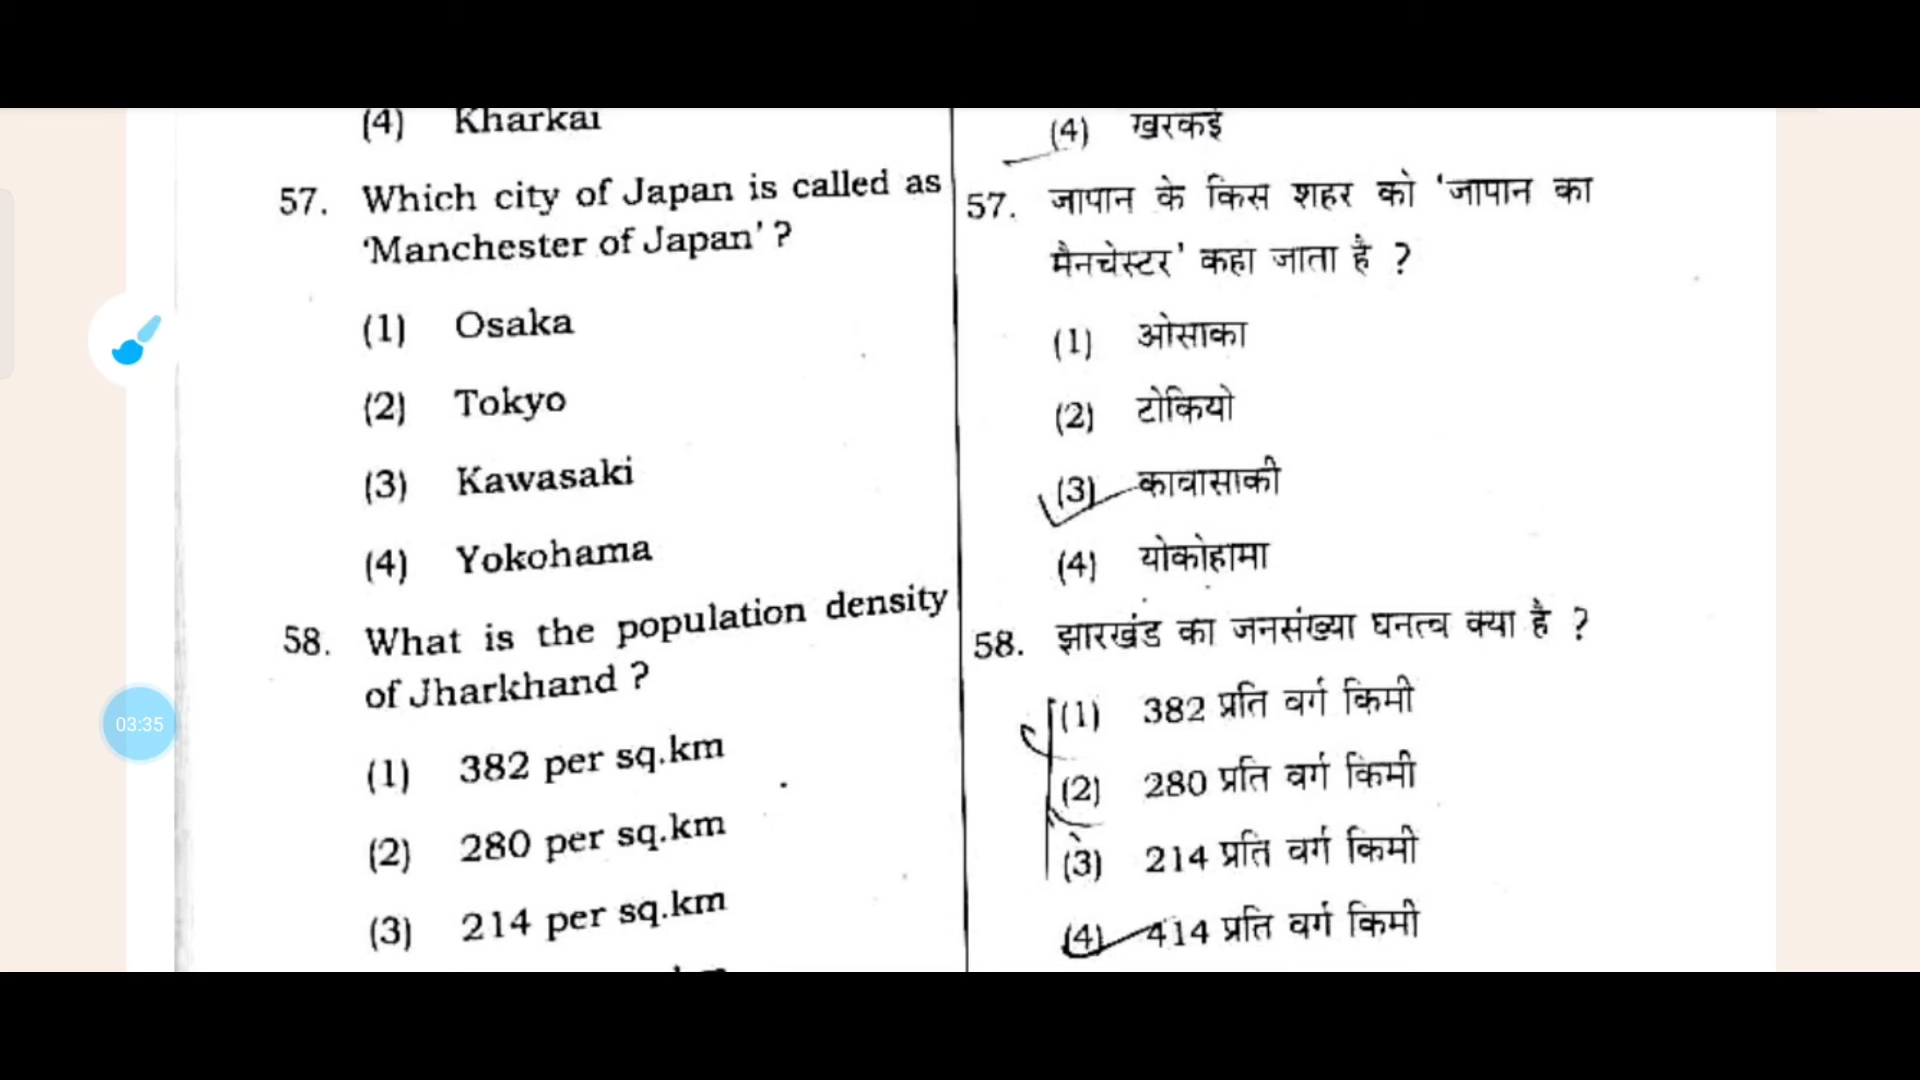 (4) Kharkai
57. Which city of Japan is called as
'Manchester of Japan' ?
(1) Osaka
(2) Tokyo
(3) Kawasaki
(4) Yokohama
58. What is the population density
of Jharkhand ?
(1) 382 per sq.km
(2) 280 per sq.km
(3) 214 per sq.km
(4) खरकई
57. जापान के किस शहर को 'जापान का
मैनचेस्टर' कहा जाता है ?
(1) ओसाका
(2) टोकियो
(3) कावासाकी
(4) योकोहामा
58. झारखंड का जनसंख्या घनत्व क्या है ?
(1) 382 प्रति वर्ग किमी
(2) 280 प्रति वर्ग किमी
(3) 214 प्रति वर्ग किमी
(4) 414 प्रति वर्ग किमी
03:35